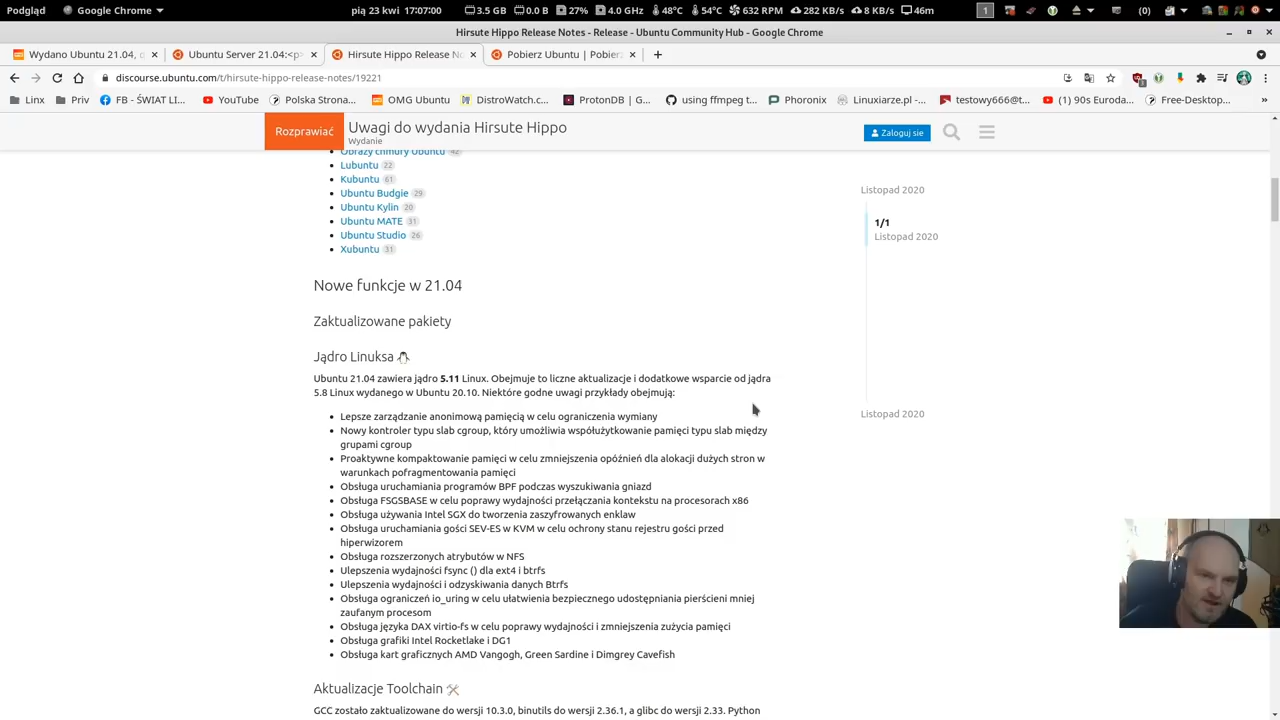 Podgląd Google Chrome pią 23 kwi 17:07:00 3.5 GB 0.0 B 27% 4.0 GHz 48°C 54°C 632 RPM 282 KB/s 8 KB/s 46m 1 (0)
Hirsute Hippo Release Notes - Release - Ubuntu Community Hub - Google Chrome
Wydano Ubuntu 21.04, Ubuntu Server 21.04:<p> Hirsute Hippo Release N Pobierz Ubuntu | Pobierz
discourse.ubuntu.com/t/hirsute-hippo-release-notes/19221
Linx Priv FB - ŚWIAT LI... YouTube Polska Strona... OMG Ubuntu DistroWatch.c... ProtonDB | G... using ffmpeg t... Phoronix Linuxiarze.pl -... testowy666@t... (1) 90s Euroda... Free-Desktop... »
Rozprawiać
Uwagi do wydania Hirsute Hippo
Wydanie
Zaloguj sie
Obrazy chmury Ubuntu 42
Lubuntu 22
Kubuntu 61
Ubuntu Budgie 29
Ubuntu Kylin 20
Ubuntu MATE 31
Ubuntu Studio 26
Xubuntu 31
Listopad 2020
1/1
Listopad 2020
Listopad 2020
Nowe funkcje w 21.04
Zaktualizowane pakiety
Jądro Linuksa
Ubuntu 21.04 zawiera jądro 5.11 Linux. Obejmuje to liczne aktualizacje i dodatkowe wsparcie od jądra
5.8 Linux wydanego w Ubuntu 20.10. Niektóre godne uwagi przykłady obejmują:
Lepsze zarządzanie anonimową pamięcią w celu ograniczenia wymiany
Nowy kontroler typu slab cgroup, który umożliwia współużytkowanie pamięci typu slab między
grupami cgroup
Proaktywne kompaktowanie pamięci w celu zmniejszenia opóźnień dla alokacji dużych stron w
warunkach pofragmentowania pamięci
Obsługa uruchamiania programów BPF podczas wyszukiwania gniazd
Obsługa FSGSBASE w celu poprawy wydajności przełączania kontekstu na procesorach x86
Obsługa używania Intel SGX do tworzenia zaszyfrowanych enklaw
Obsługa uruchamiania gości SEV-ES w KVM w celu ochrony stanu rejestru gości przed
hiperwizorem
Obsługa rozszerzonych atrybutów w NFS
Ulepszenia wydajności fsync () dla ext4 i btrfs
Ulepszenia wydajności i odzyskiwania danych Btrfs
Obsługa ograniczeń io_uring w celu ułatwienia bezpiecznego udostępniania pierścieni mniej
zaufanym procesom
Obsługa języka DAX virtio-fs w celu poprawy wydajności i zmniejszenia zużycia pamięci
Obsługa grafiki Intel Rocketlake i DG1
Obsługa kart graficznych AMD Vangogh, Green Sardine i Dimgrey Cavefish
Aktualizacje Toolchain
GCC zostało zaktualizowane do wersji 10.3.0, binutils do wersji 2.36.1, a glibc do wersji 2.33. Python